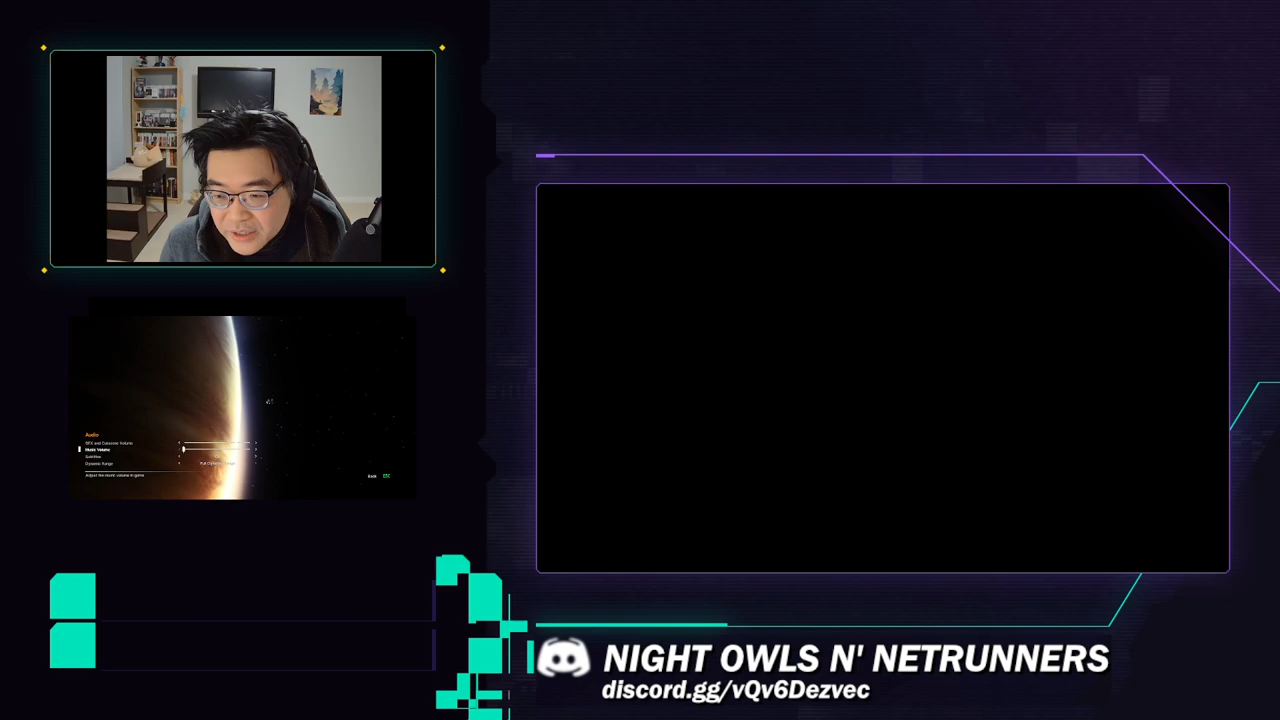 Audio
SFX and Cutscene Volume
Music Volume
Subtitles
Dynamic Range
Adjust the music volume in game
Back ESC
NIGHT OWLS N' NETRUNNERS
discord.gg/vQv6Dezvec